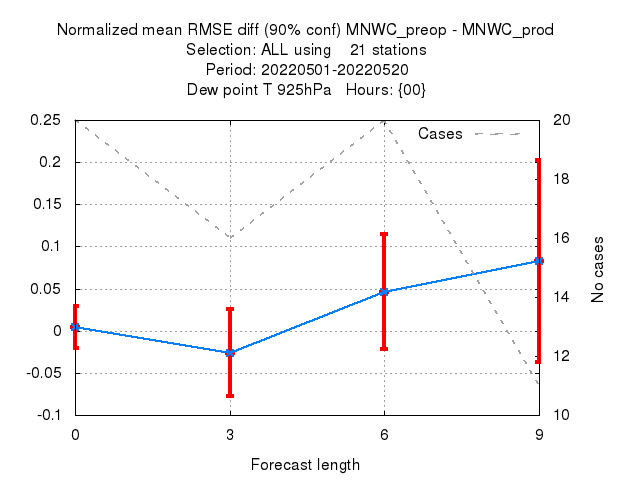 Normalized mean RMSE diff (90% conf) MNWC_preop - MNWC_prod
Selection: ALL using    21 stations
Period: 20220501-20220520
Dew point T 925hPa   Hours: {00}
Cases
0.25
0.2
0.15
0.1
0.05
0
-0.05
-0.1
20
18
16
14
12
10
No cases
0 3 6 9
Forecast length